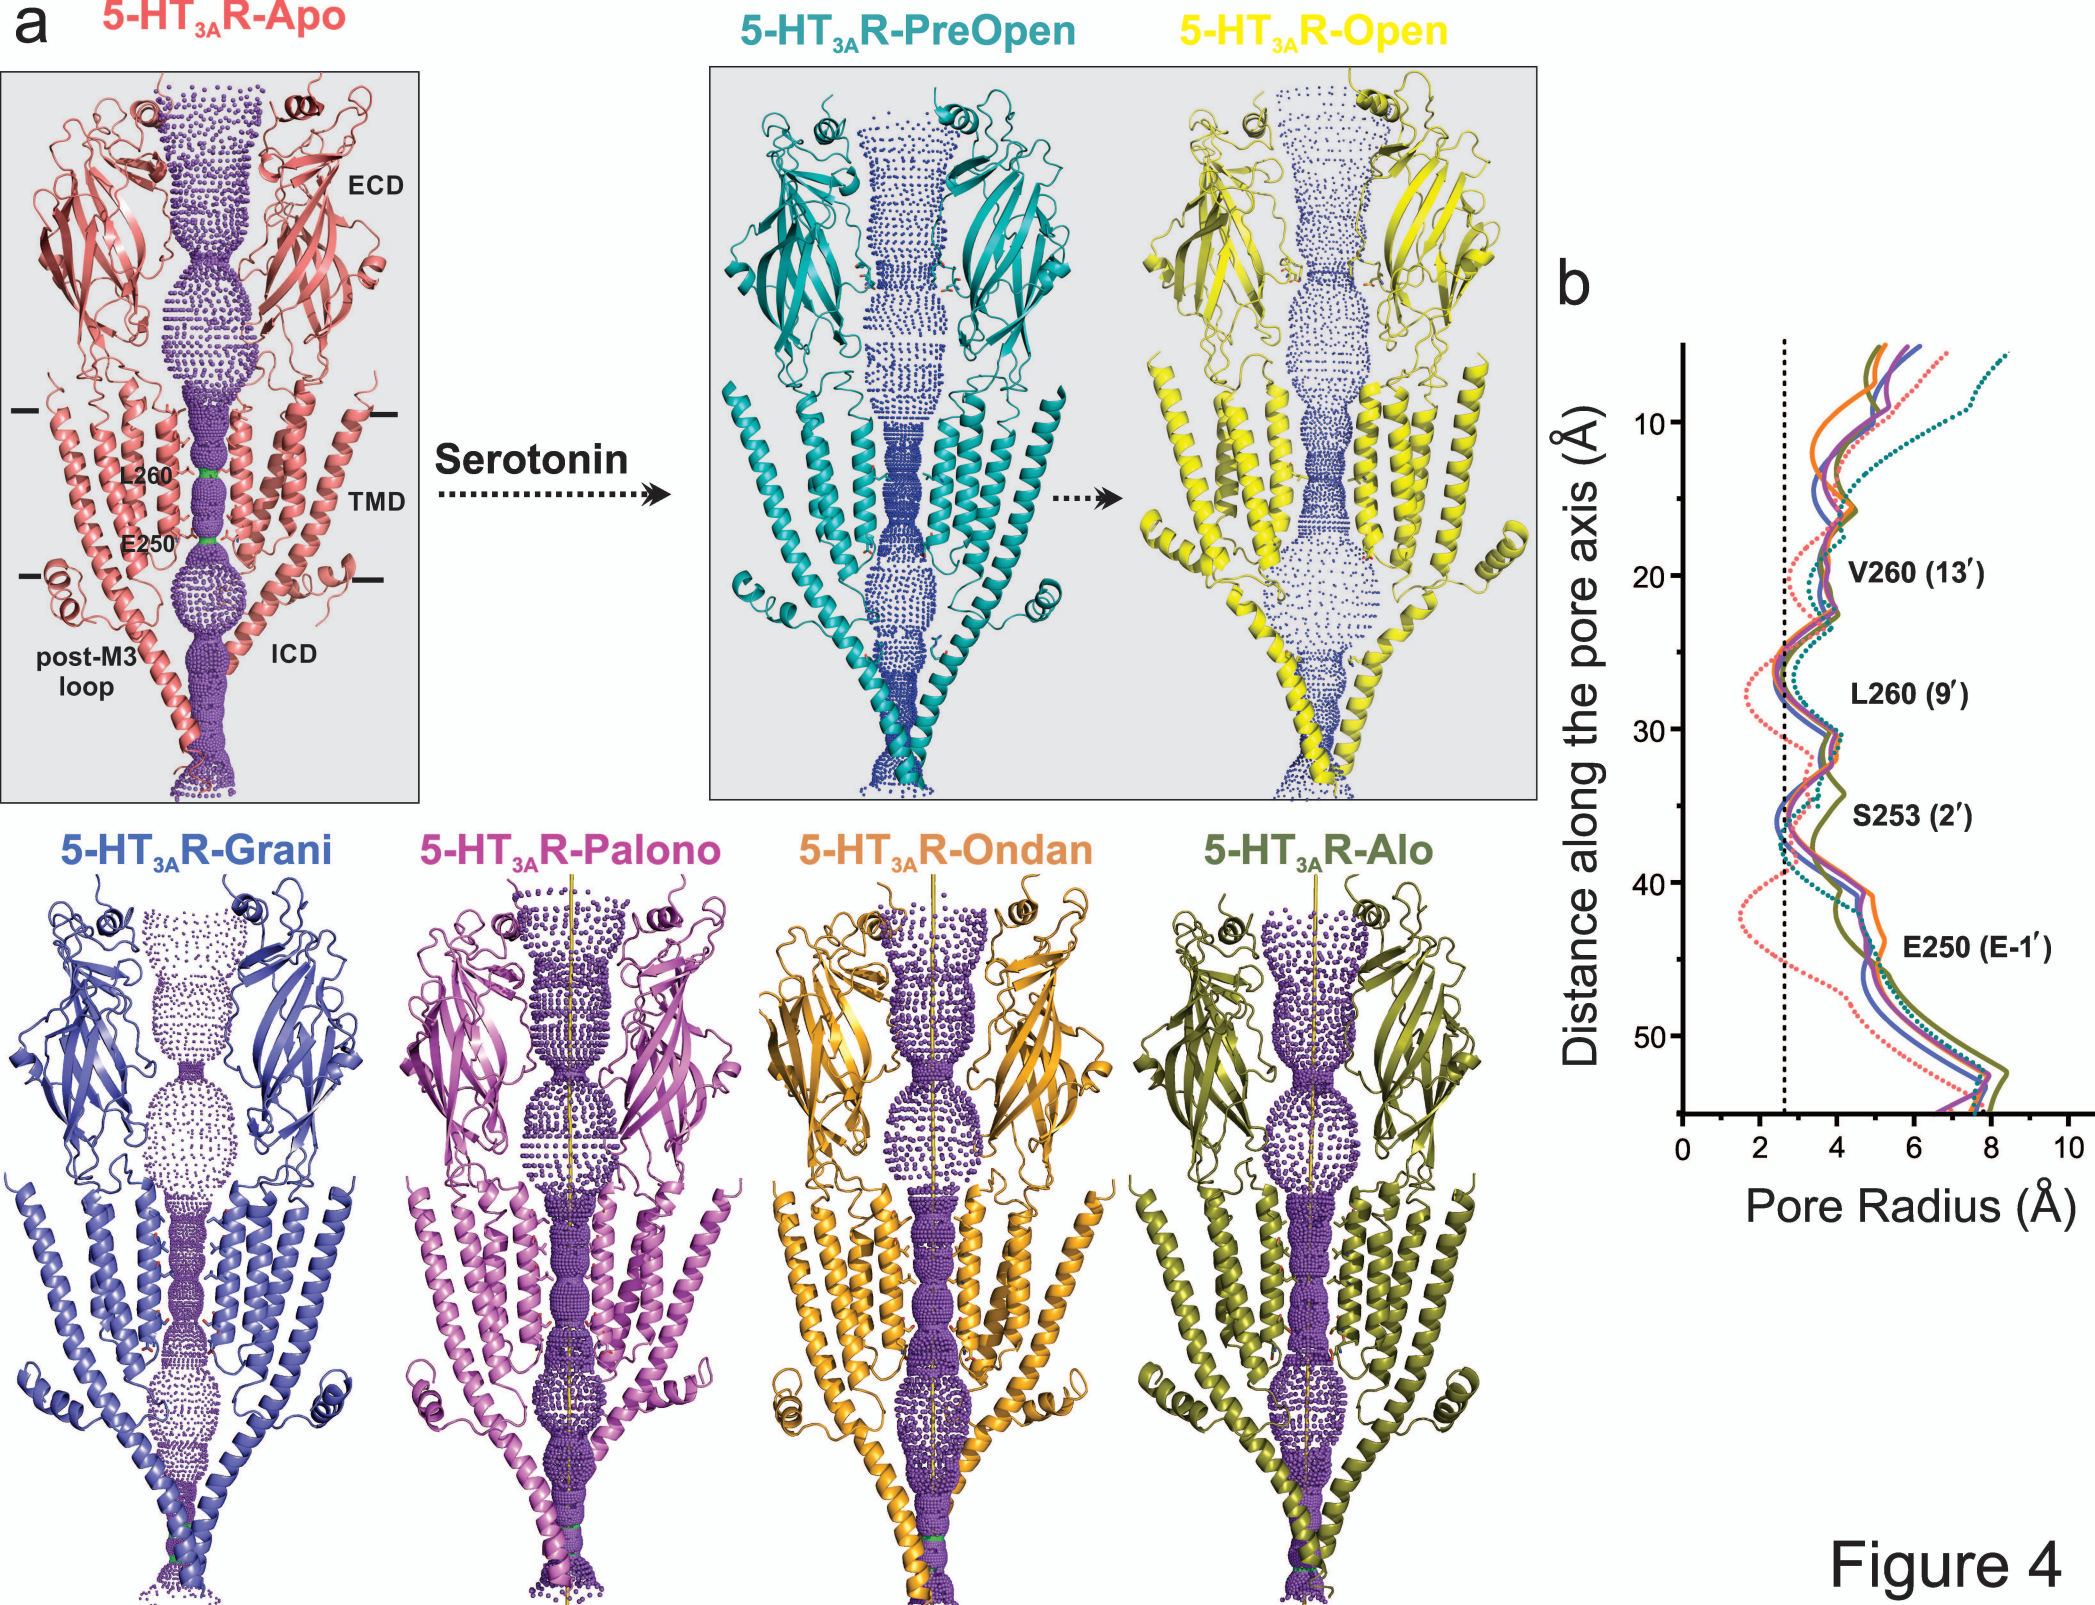 a
5-HT3AR-Apo
5-HT3AR-PreOpen
5-HT3AR-Open
ECD
L260
TMD
E250
post-M3
loop
ICD
Serotonin
5-HT3AR-Grani
5-HT3AR-Palono
5-HT3AR-Ondan
5-HT3AR-Alo
b
Distance along the pore axis (Å)
10
20
30
40
50
V260 (13′)
L260 (9′)
S253 (2′)
E250 (E-1′)
0 2 4 6 8 10
Pore Radius (Å)
Figure 4